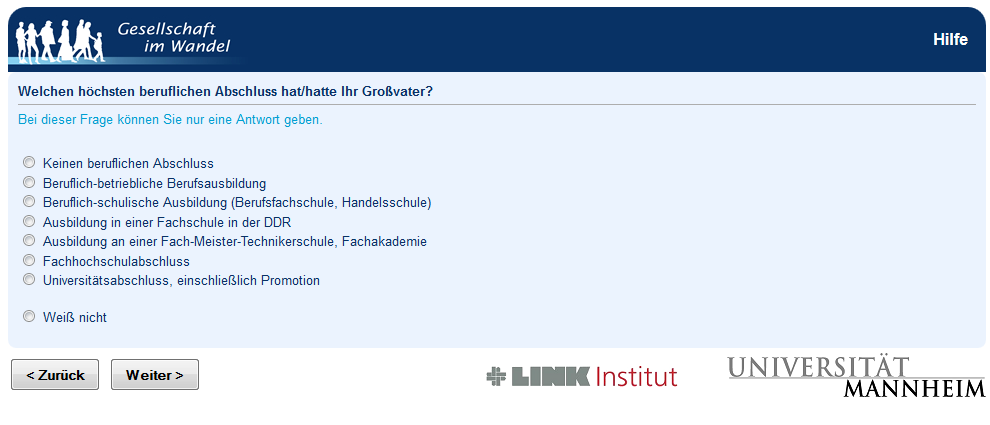 Gesellschaft
im Wandel
Hilfe
Welchen höchsten beruflichen Abschluss hat/hatte Ihr Großvater?
Bei dieser Frage können Sie nur eine Antwort geben.
Keinen beruflichen Abschluss
Beruflich-betriebliche Berufsausbildung
Beruflich-schulische Ausbildung (Berufsfachschule, Handelsschule)
Ausbildung in einer Fachschule in der DDR
Ausbildung an einer Fach-Meister-Technikerschule, Fachakademie
Fachhochschulabschluss
Universitätsabschluss, einschließlich Promotion
Weiß nicht
< Zurück Weiter >
LINK Institut
UNIVERSITÄT
MANNHEIM